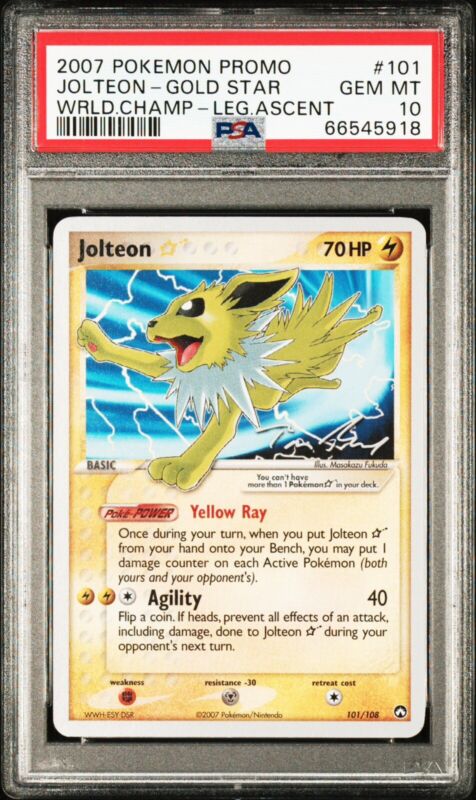 2007 POKEMON PROMO #101
JOLTEON-GOLD STAR GEM MT
WRLD.CHAMP-LEG.ASCENT 10
PSA 66545918
Jolteon ☆ 70 HP
Illus. Masakazu Fukuda
BASIC
You can't have
more than 1 Pokémon ☆ in your deck.
Poké-POWER Yellow Ray
Once during your turn, when you put Jolteon ☆
from your hand onto your Bench, you may put 1
damage counter on each Active Pokémon (both
yours and your opponent's).
Agility 40
Flip a coin. If heads, prevent all effects of an attack,
including damage, done to Jolteon ☆ during your
opponent's next turn.
weakness resistance -30 retreat cost
WWH-ESY DSR ©2007 Pokémon/Nintendo 101/108